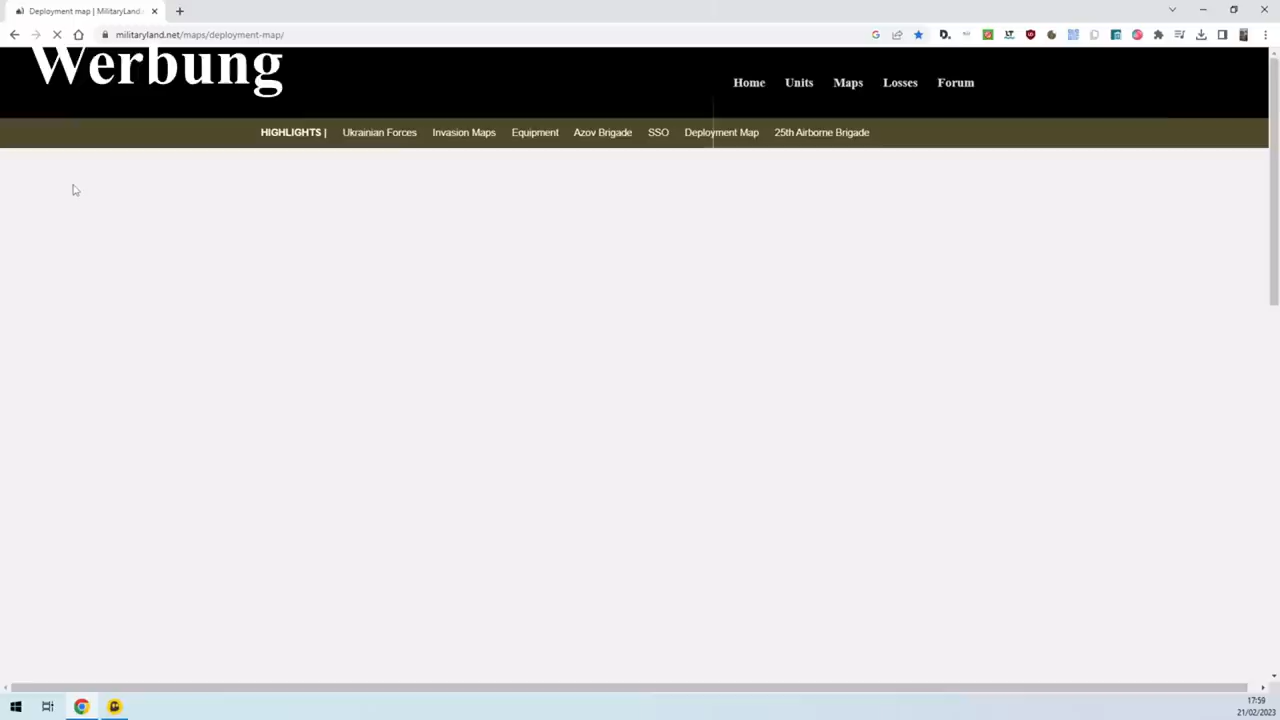 Deployment map | MilitaryLand.
militaryland.net/maps/deployment-map/
Werbung
Home Units Maps Losses Forum
HIGHLIGHTS | Ukrainian Forces Invasion Maps Equipment Azov Brigade SSO Deployment Map 25th Airborne Brigade
17:59
21/02/2023